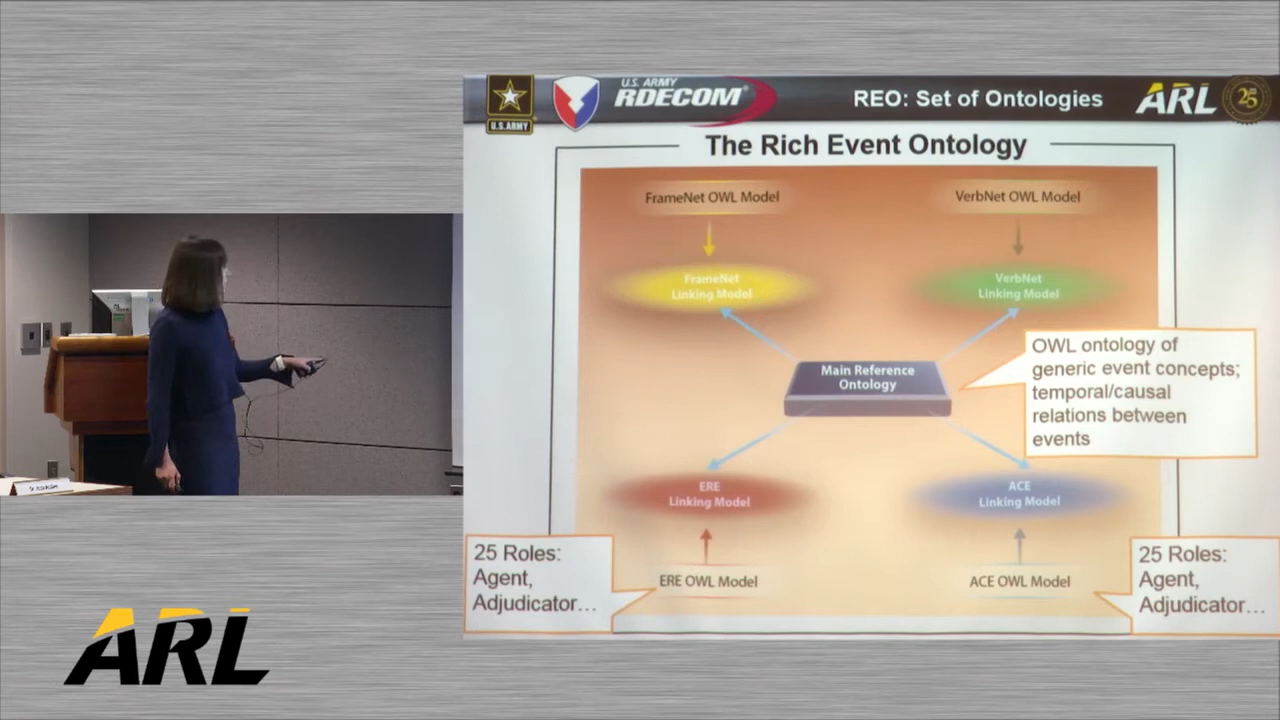 U.S.ARMY
U.S. ARMY
RDECOM
REO: Set of Ontologies
ARL
25
The Rich Event Ontology
FrameNet OWL Model
VerbNet OWL Model
FrameNet
Linking Model
VerbNet
Linking Model
Main Reference
Ontology
OWL ontology of
generic event concepts;
temporal/causal
relations between
events
ERE
Linking Model
ACE
Linking Model
25 Roles:
Agent,
Adjudicator…
ERE OWL Model
ACE OWL Model
25 Roles:
Agent,
Adjudicator…
ARL